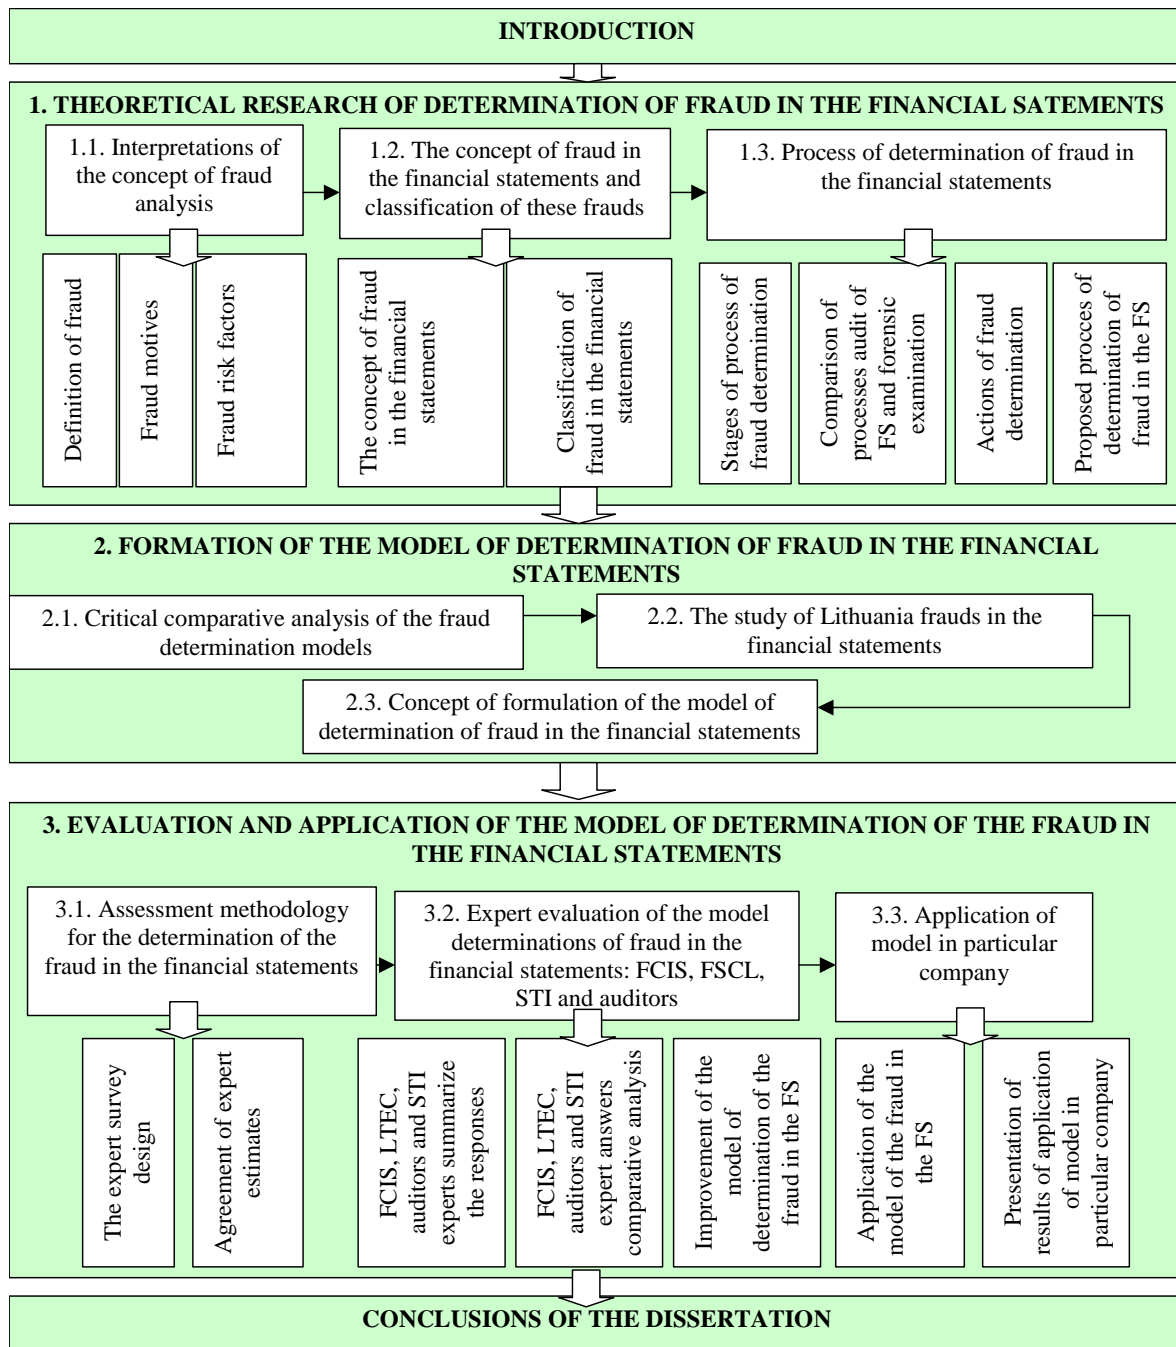 INTRODUCTION
1. THEORETICAL RESEARCH OF DETERMINATION OF FRAUD IN THE FINANCIAL SATEMENTS
1.1. Interpretations of
the concept of fraud
analysis
1.2. The concept of fraud in
the financial statements and
classification of these frauds
1.3. Process of determination of fraud in
the financial statements
Definition of fraud
Fraud motives
Fraud risk factors
The concept of fraud
in the financial
statements
Classification of
fraud in the financial
statements
Stages of process of
fraud determination
Comparison of
processes audit of
FS and forensic
examination
Actions of fraud
determination
Proposed procces of
determination of
fraud in the FS
2. FORMATION OF THE MODEL OF DETERMINATION OF FRAUD IN THE FINANCIAL
STATEMENTS
2.1. Critical comparative analysis of the fraud
determination models
2.2. The study of Lithuania frauds in the
financial statements
2.3. Concept of formulation of the model of
determination of fraud in the financial statements
3. EVALUATION AND APPLICATION OF THE MODEL OF DETERMINATION OF THE FRAUD IN
THE FINANCIAL STATEMENTS
3.1. Assessment methodology
for the determination of the
fraud in the financial statements
3.2. Expert evaluation of the model
determinations of fraud in the
financial statements: FCIS, FSCL,
STI and auditors
3.3. Application of
model in particular
company
The expert survey
design
Agreement of expert
estimates
FCIS, LTEC,
auditors and STI
experts summarize
the responses
FCIS, LTEC,
auditors and STI
expert answers
comparative analysis
Improvement of the
model of
determination of the
fraud in the FS
Application of the
model of the fraud in
the FS
Presentation of
results of application
of model in
particular company
CONCLUSIONS OF THE DISSERTATION